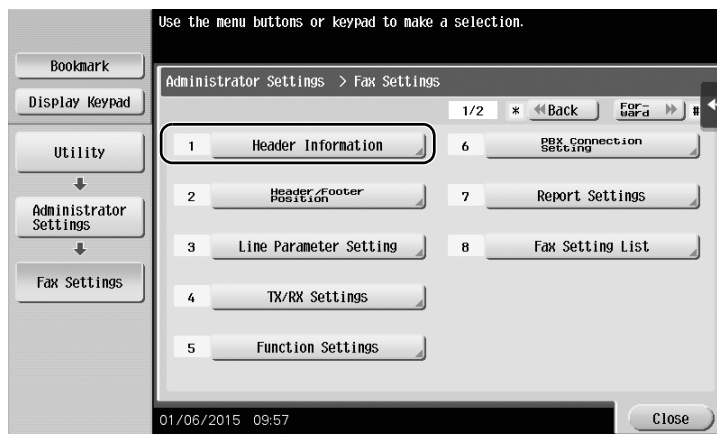 Use the menu buttons or keypad to make a selection.
Bookmark
Display Keypad
Utility
Administrator
Settings
Fax Settings
Administrator Settings > Fax Settings
1/2 * Back For-
ward #
1 Header Information
2 Header/Footer
Position
3 Line Parameter Setting
4 TX/RX Settings
5 Function Settings
6 PBX Connection
Setting
7 Report Settings
8 Fax Setting List
01/06/2015 09:57
Close